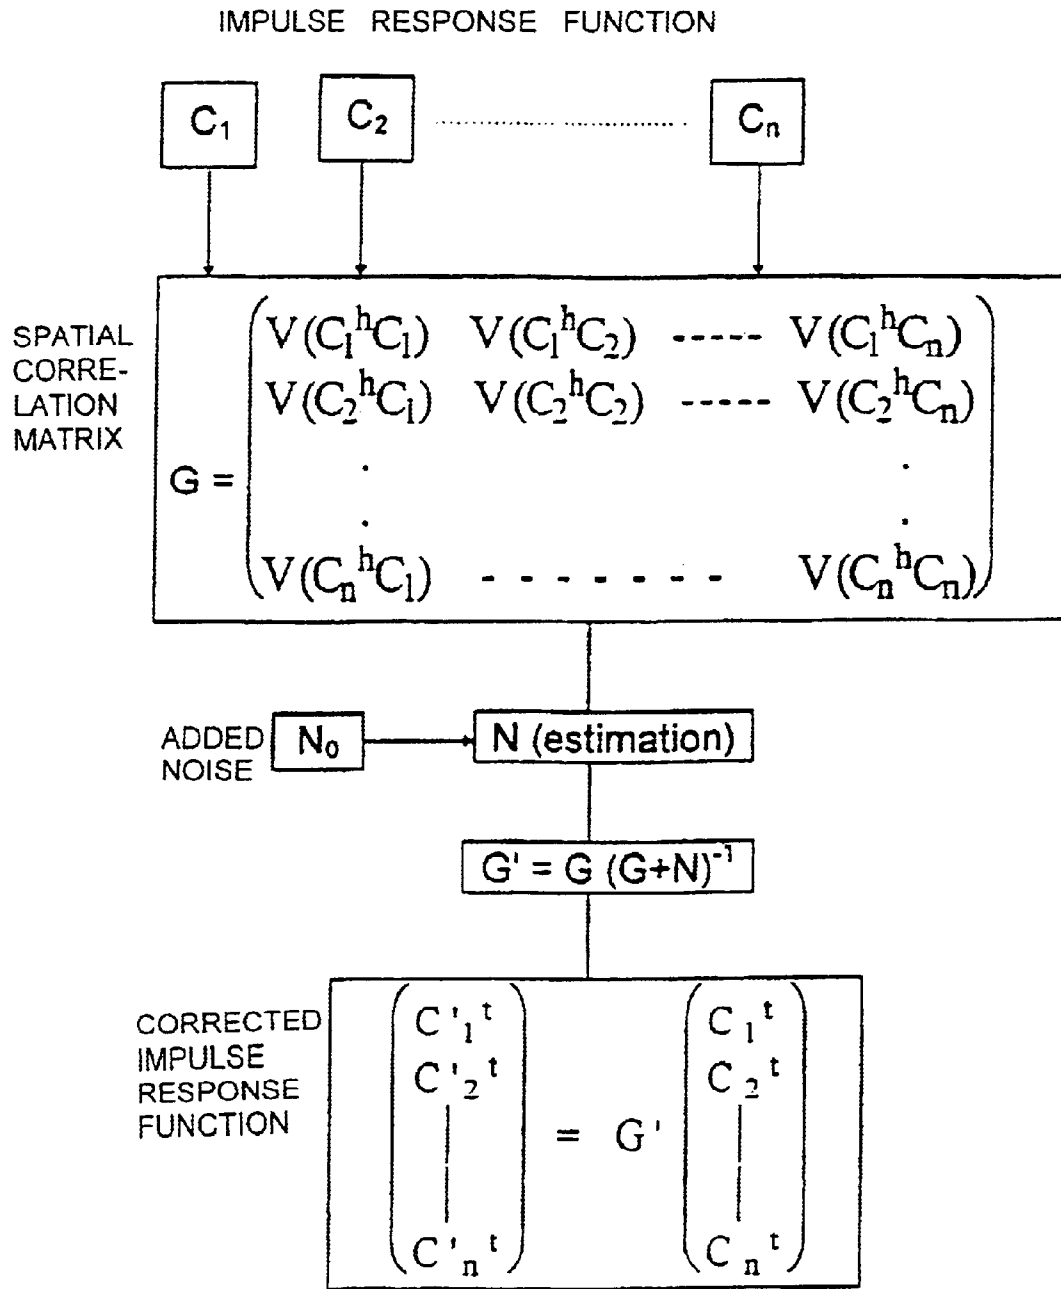 IMPULSE RESPONSE FUNCTION
C₁ C₂ ........................ Cₙ
SPATIAL
CORRE-
LATION
MATRIX
G =
V(C₁ʰC₁) V(C₁ʰC₂) ----- V(C₁ʰCₙ)
V(C₂ʰC₁) V(C₂ʰC₂) ----- V(C₂ʰCₙ)
. .
. .
V(CₙʰC₁) - - - - - - - V(CₙʰCₙ)
ADDED
NOISE
N₀
N (estimation)
G' = G (G+N)⁻¹
CORRECTED
IMPULSE
RESPONSE
FUNCTION
C'₁ᵗ C₁ᵗ
C'₂ᵗ C₂ᵗ
= G'
C'ₙᵗ Cₙᵗ